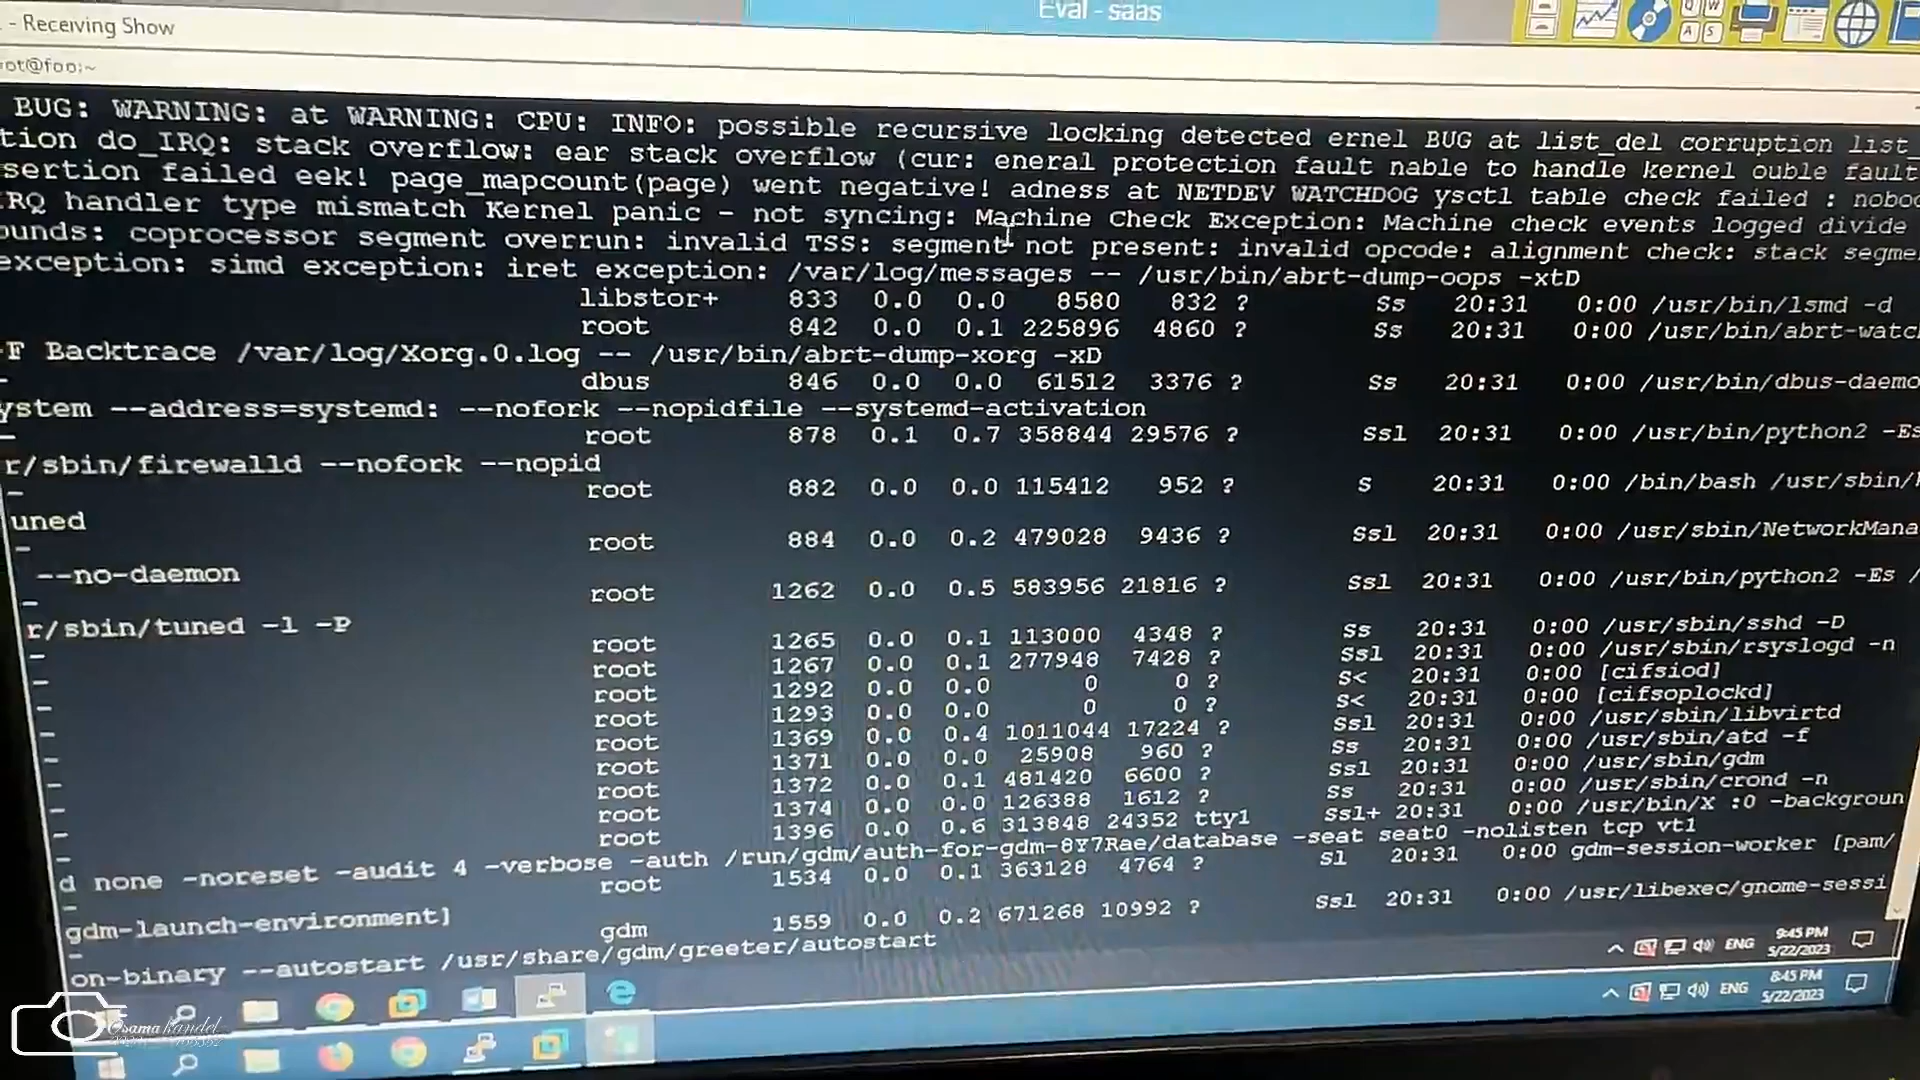 Eval - saas
- Receiving Show
ot@foo:~
BUG: WARNING: at WARNING: CPU: INFO: possible recursive locking detected ernel BUG at list_del corruption list_
tion do_IRQ: stack overflow: ear stack overflow (cur: eneral protection fault nable to handle kernel ouble fault
sertion failed eek! page_mapcount(page) went negative! adness at NETDEV WATCHDOG ysctl table check failed : nobo
IRQ handler type mismatch Kernel panic - not syncing: Machine Check Exception: Machine check events logged divide
ounds: coprocessor segment overrun: invalid TSS: segment not present: invalid opcode: alignment check: stack segme
exception: simd exception: iret exception: /var/log/messages -- /usr/bin/abrt-dump-oops -xtD
libstor+ 833 0.0 0.0 8580 832 ? Ss 20:31 0:00 /usr/bin/lsmd -d
root 842 0.0 0.1 225896 4860 ? Ss 20:31 0:00 /usr/bin/abrt-watc
-F Backtrace /var/log/Xorg.0.log -- /usr/bin/abrt-dump-xorg -xD
dbus 846 0.0 0.0 61512 3376 ? Ss 20:31 0:00 /usr/bin/dbus-daemo
ystem --address=systemd: --nofork --nopidfile --systemd-activation
root 878 0.1 0.7 358844 29576 ? Ssl 20:31 0:00 /usr/bin/python2 -Es
r/sbin/firewalld --nofork --nopid
root 882 0.0 0.0 115412 952 ? S 20:31 0:00 /bin/bash /usr/sbin/
uned
root 884 0.0 0.2 479028 9436 ? Ssl 20:31 0:00 /usr/sbin/NetworkMana
--no-daemon
root 1262 0.0 0.5 583956 21816 ? Ssl 20:31 0:00 /usr/bin/python2 -Es /
r/sbin/tuned -l -P
root 1265 0.0 0.1 113000 4348 ? Ss 20:31 0:00 /usr/sbin/sshd -D
root 1267 0.0 0.1 277948 7428 ? Ssl 20:31 0:00 /usr/sbin/rsyslogd -n
root 1292 0.0 0.0 0 0 ? S< 20:31 0:00 [cifsiod]
root 1293 0.0 0.0 0 0 ? S< 20:31 0:00 [cifsoplockd]
root 1369 0.0 0.4 1011044 17224 ? Ssl 20:31 0:00 /usr/sbin/libvirtd
root 1371 0.0 0.0 25908 960 ? Ss 20:31 0:00 /usr/sbin/atd -f
root 1372 0.0 0.1 481420 6600 ? Ssl 20:31 0:00 /usr/sbin/gdm
root 1374 0.0 0.0 126388 1612 ? Ss 20:31 0:00 /usr/sbin/crond -n
root 1396 0.0 0.6 313848 24352 tty1 Ssl+ 20:31 0:00 /usr/bin/X :0 -backgroun
d none -noreset -audit 4 -verbose -auth /run/gdm/auth-for-gdm-8Y7Rae/database -seat seat0 -nolisten tcp vt1
root 1534 0.0 0.1 363128 4764 ? Sl 20:31 0:00 gdm-session-worker [pam/
gdm-launch-environment]
gdm 1559 0.0 0.2 671268 10992 ? Ssl 20:31 0:00 /usr/libexec/gnome-sessi
on-binary --autostart /usr/share/gdm/greeter/autostart
ENG 9:45 PM
5/22/2023
ENG 8:45 PM
5/22/2023
Osama kandel